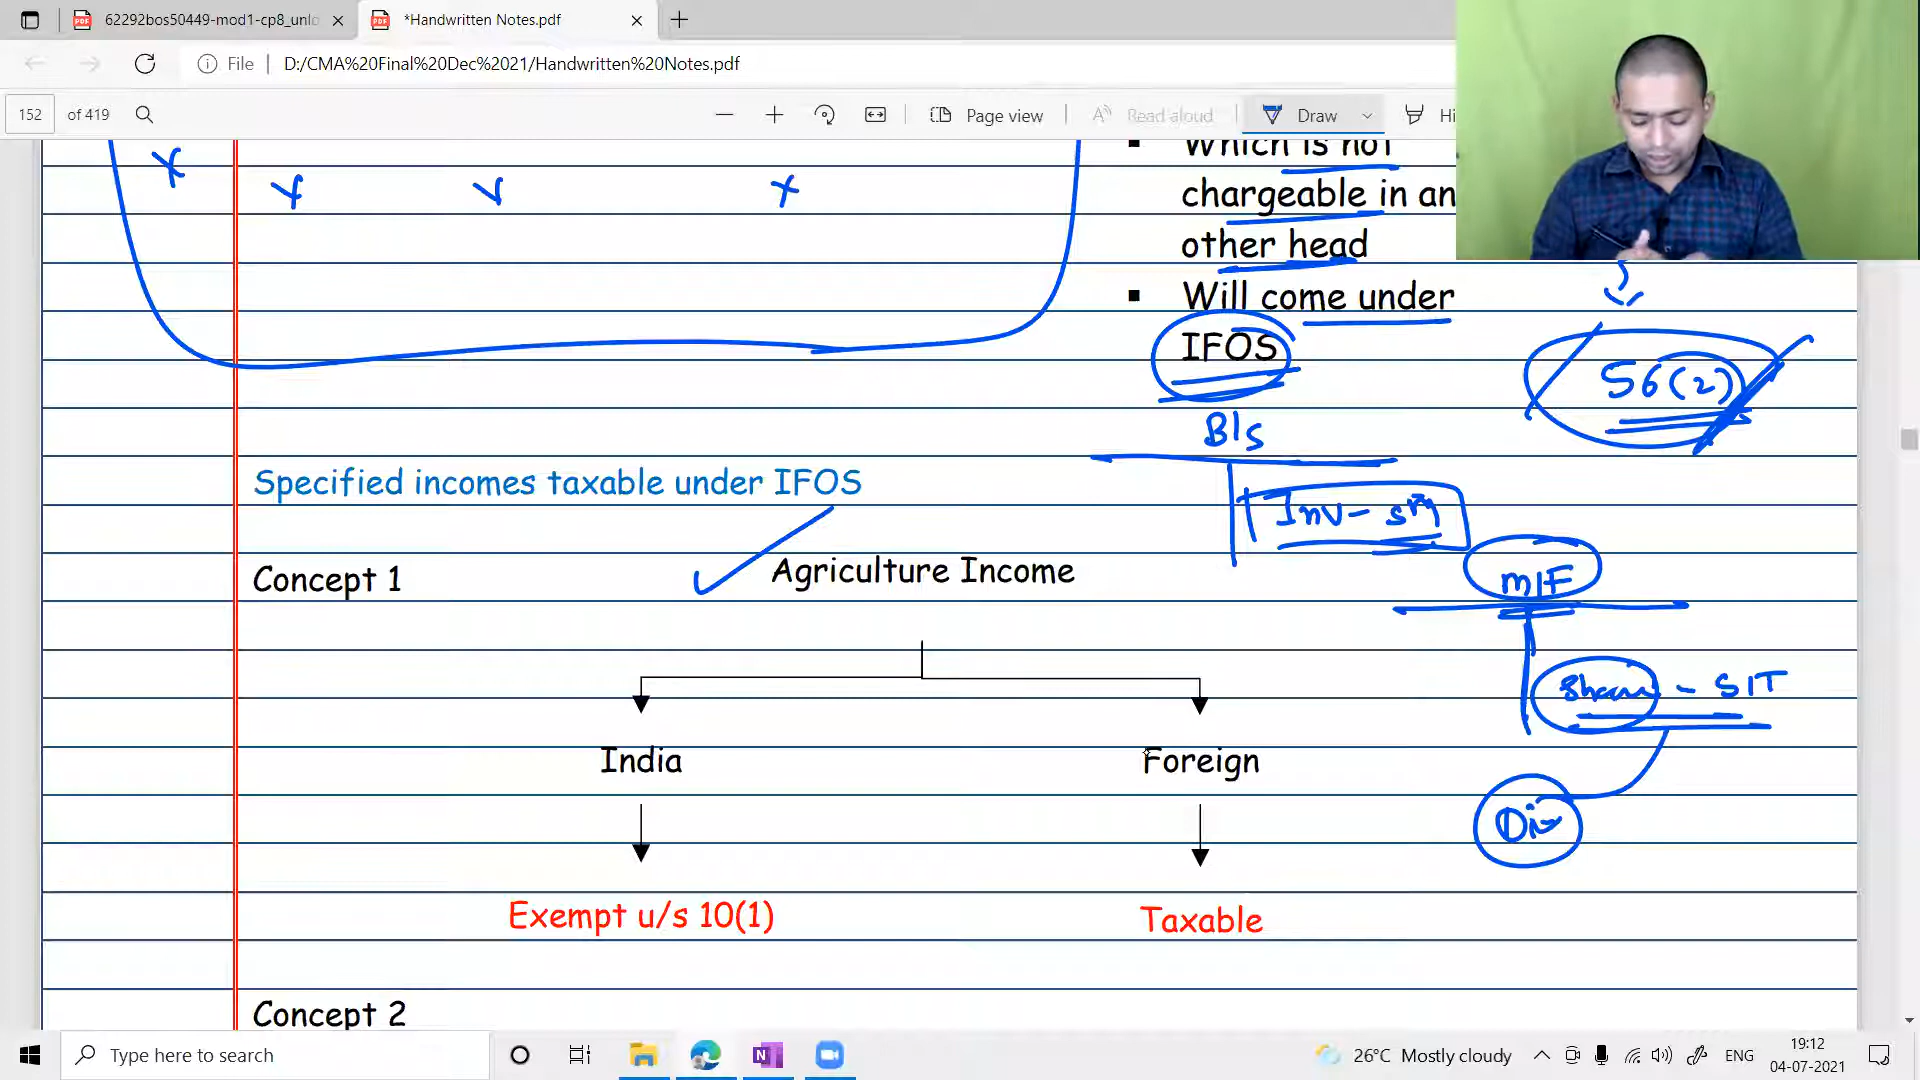 62292bos50449-mod1-cp8_unlo
*Handwritten Notes.pdf
File
D:/CMA%20Final%20Dec%2021/Handwritten%20Notes.pdf
152
of 419
Page view
Read aloud
Draw
Which is not
chargeable in an
other head
Will come under
IFOS
56(2)
B/s
Inv - sm
M/F
Share - SIT
Div
Specified incomes taxable under IFOS
Concept 1
Agriculture Income
India
Foreign
Exempt u/s 10(1)
Taxable
Concept 2
Type here to search
26°C Mostly cloudy
ENG
19:12
04-07-2021